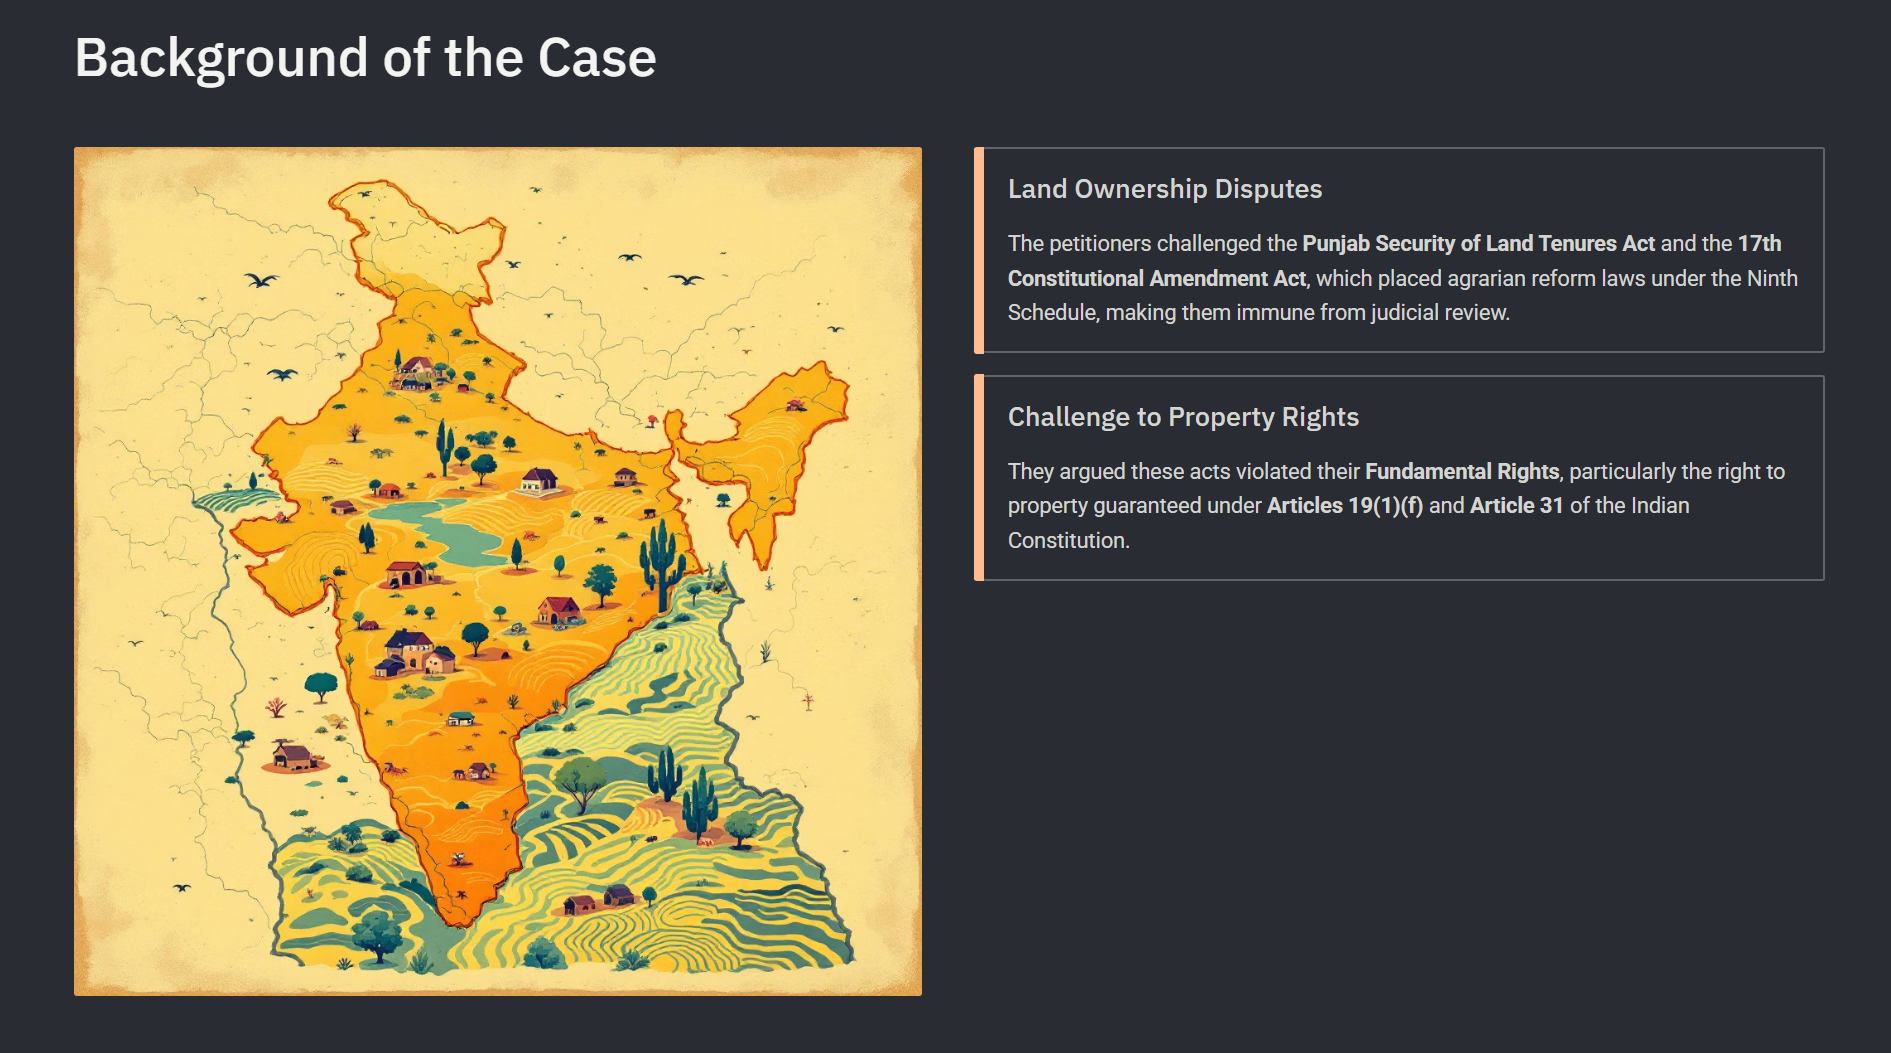 Background of the Case
Land Ownership Disputes
The petitioners challenged the Punjab Security of Land Tenures Act and the 17th
Constitutional Amendment Act, which placed agrarian reform laws under the Ninth
Schedule, making them immune from judicial review.
Challenge to Property Rights
They argued these acts violated their Fundamental Rights, particularly the right to
property guaranteed under Articles 19(1)(f) and Article 31 of the Indian
Constitution.